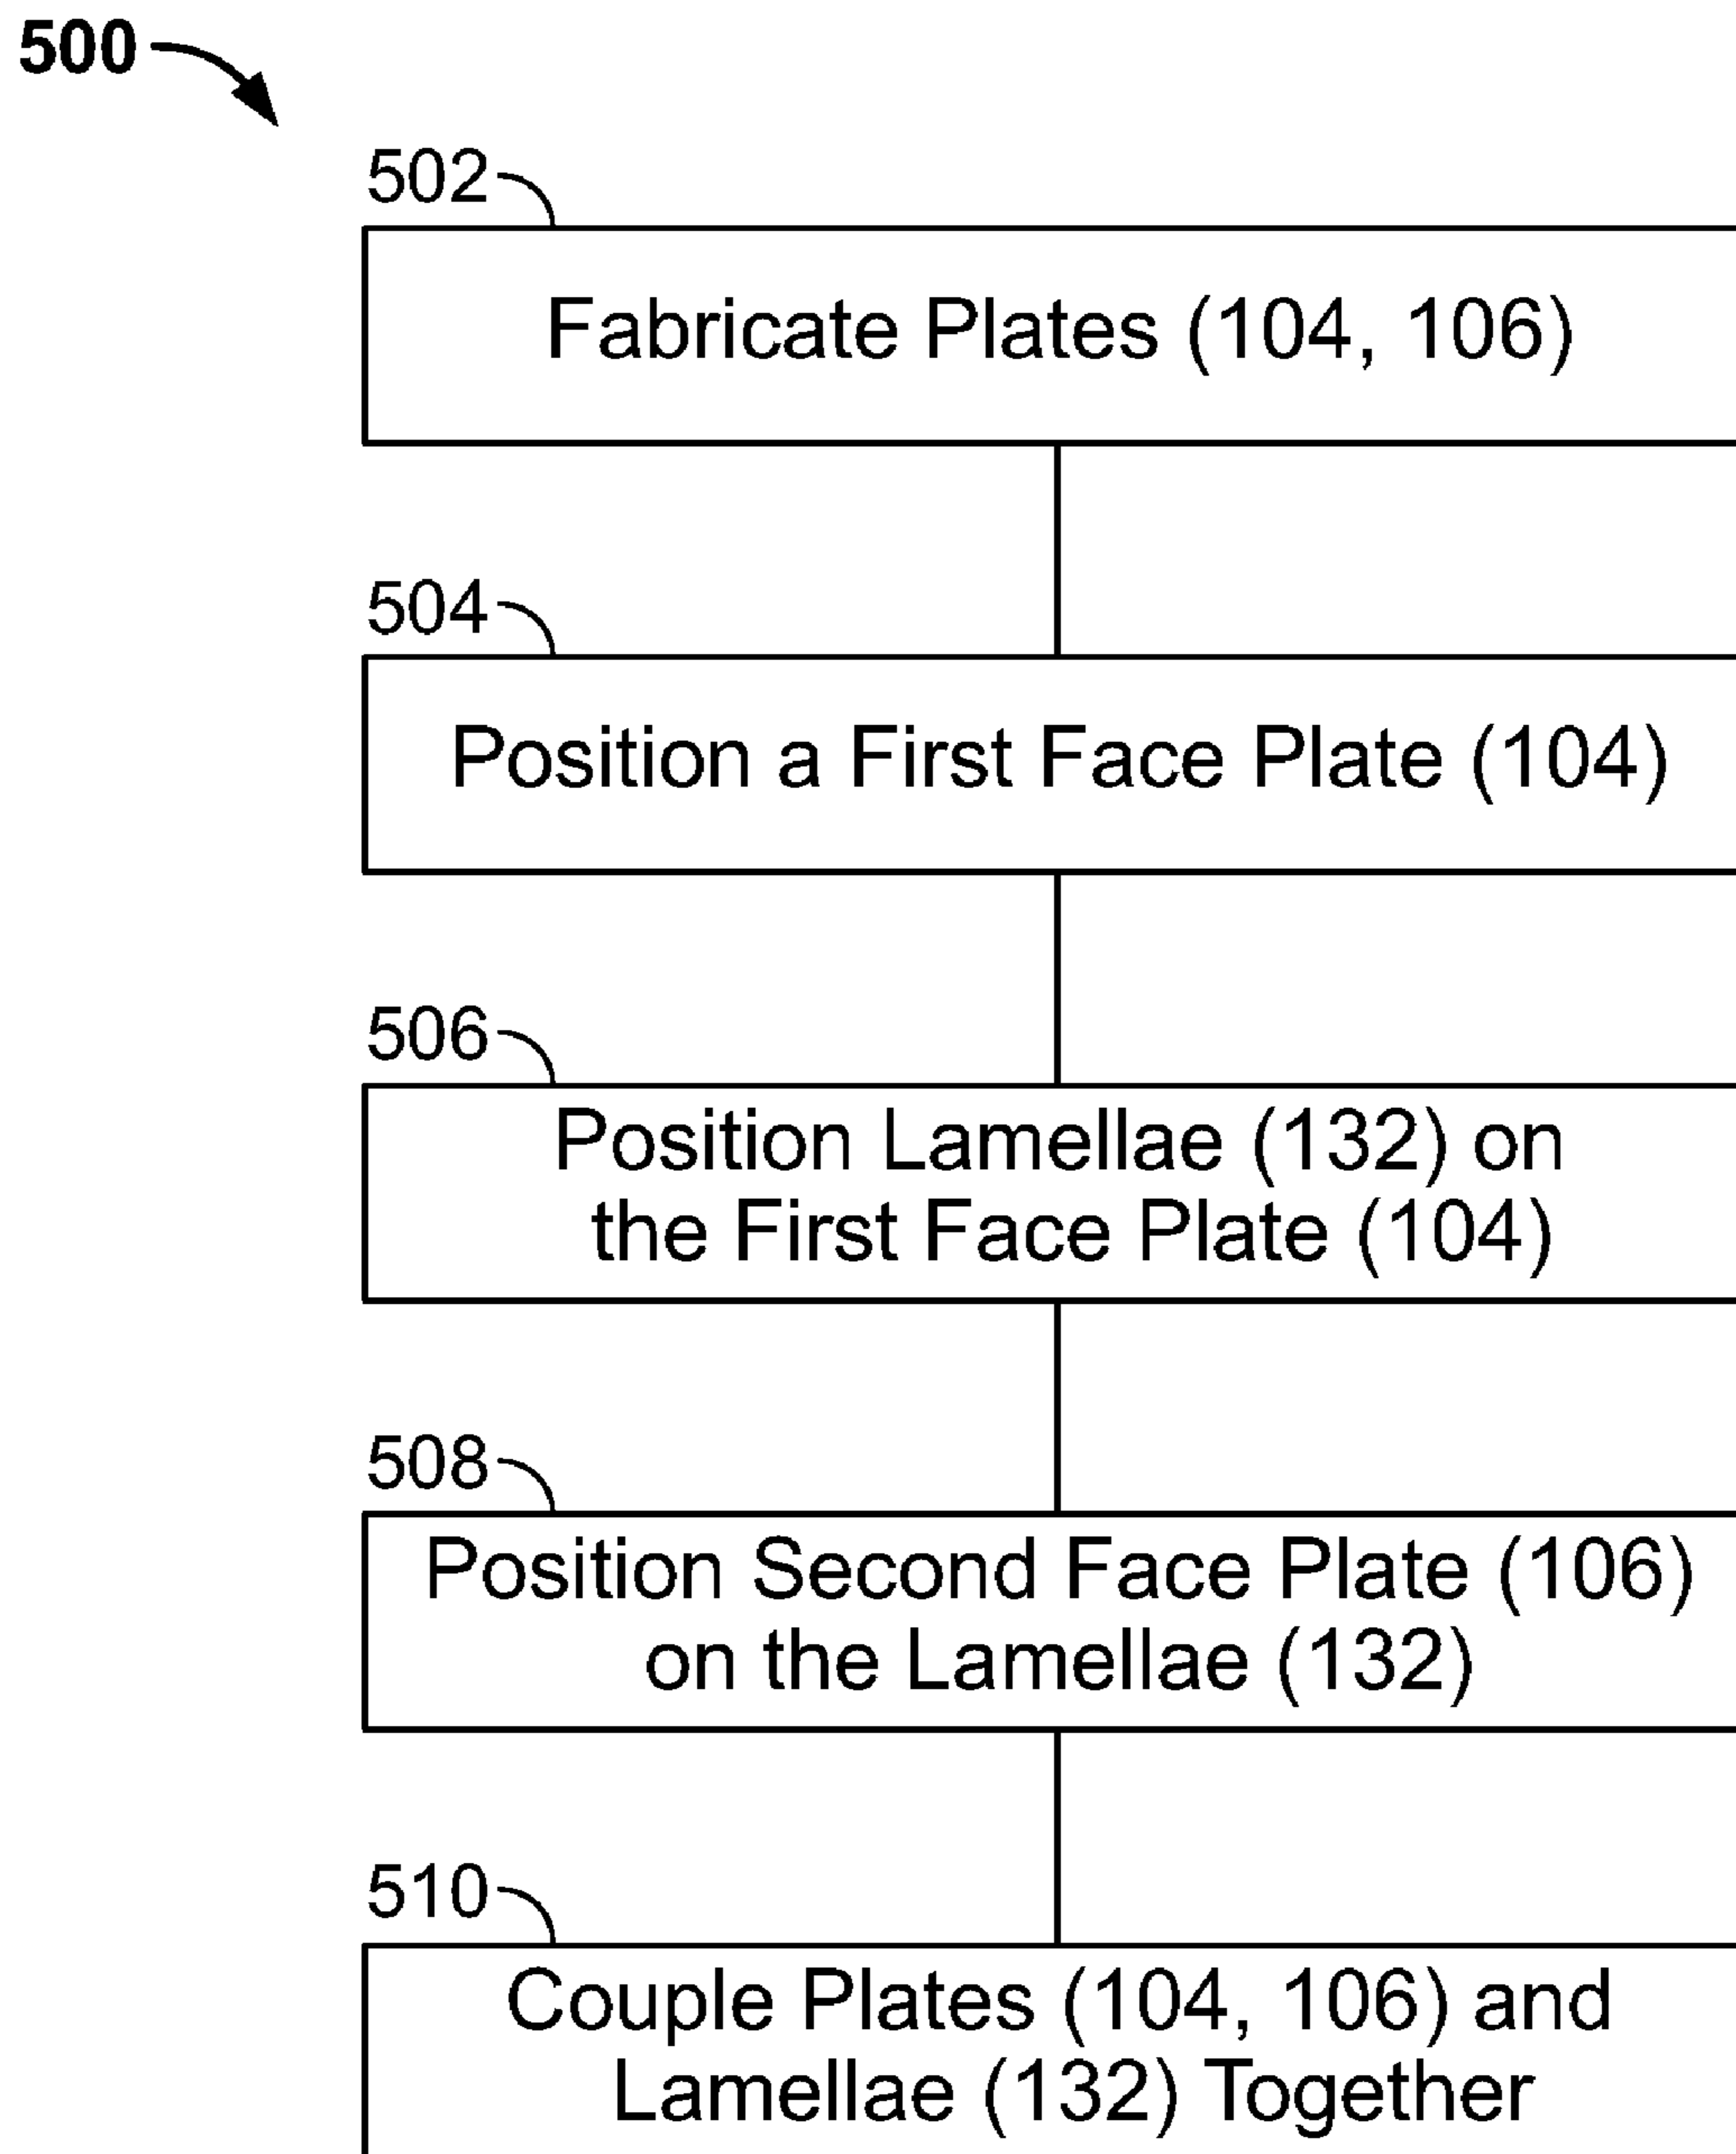 500
502
Fabricate Plates (104, 106)
504
Position a First Face Plate (104)
506
Position Lamellae (132) on
the First Face Plate (104)
508
Position Second Face Plate (106)
on the Lamellae (132)
510
Couple Plates (104, 106) and
Lamellae (132) Together